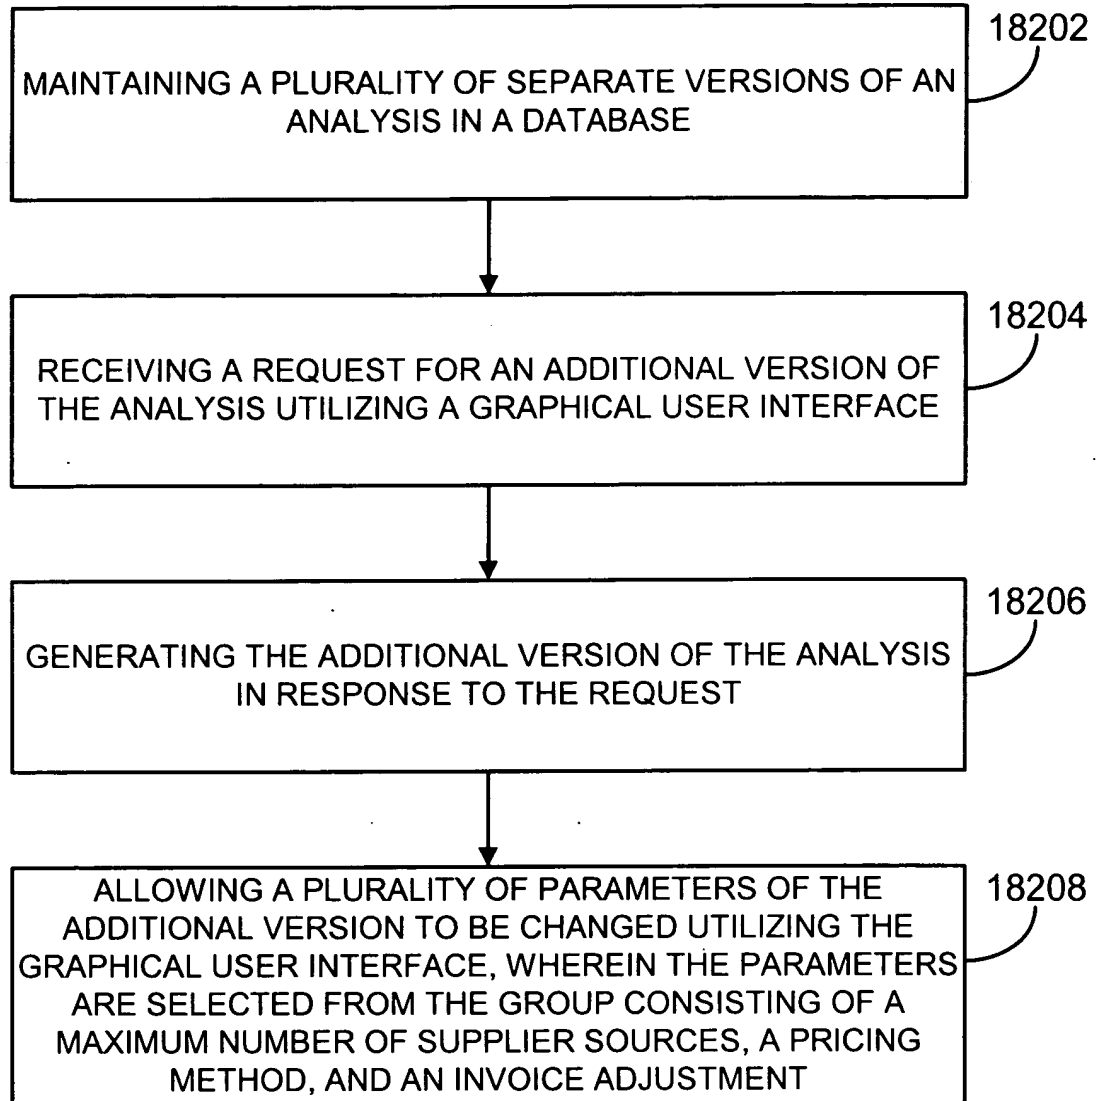 18202
MAINTAINING A PLURALITY OF SEPARATE VERSIONS OF AN
ANALYSIS IN A DATABASE
18204
RECEIVING A REQUEST FOR AN ADDITIONAL VERSION OF
THE ANALYSIS UTILIZING A GRAPHICAL USER INTERFACE
18206
GENERATING THE ADDITIONAL VERSION OF THE ANALYSIS
IN RESPONSE TO THE REQUEST
18208
ALLOWING A PLURALITY OF PARAMETERS OF THE
ADDITIONAL VERSION TO BE CHANGED UTILIZING THE
GRAPHICAL USER INTERFACE, WHEREIN THE PARAMETERS
ARE SELECTED FROM THE GROUP CONSISTING OF A
MAXIMUM NUMBER OF SUPPLIER SOURCES, A PRICING
METHOD, AND AN INVOICE ADJUSTMENT